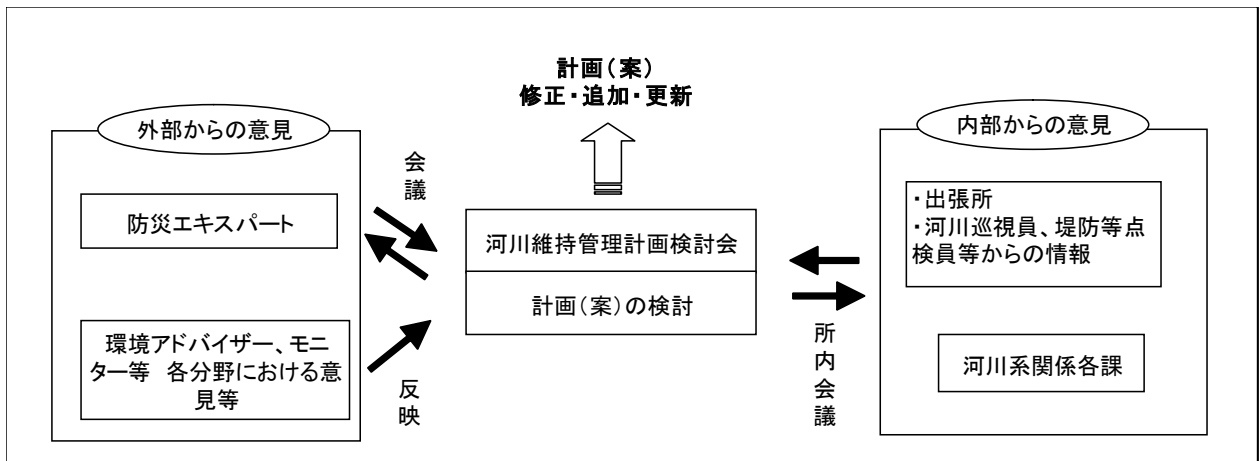 計画(案)
修正・追加・更新
外部からの意見
防災エキスパート
環境アドバイザー、モニ
ター等 各分野における意
見等
会議
反映
河川維持管理計画検討会
計画(案)の検討
所内会議
内部からの意見
・出張所
・河川巡視員、堤防等点
検員等からの情報
河川系関係各課